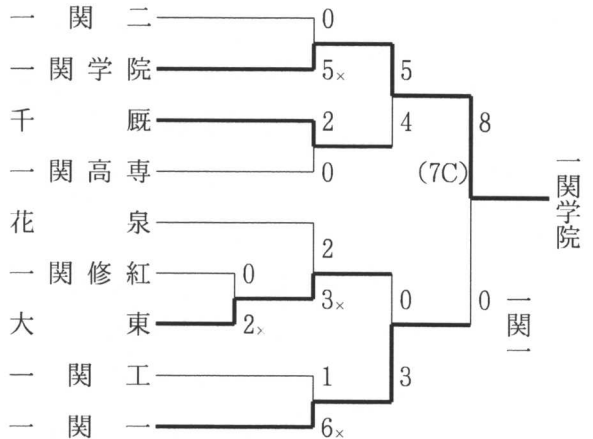 一関二
0
一関学院
5×
5
千厩
2
4
8
一関高専
0
(7C)
一関学院
花泉
2
一関修紅
0
3×
0
0
一関一
大東
2×
一関工
1
3
一関一
6×